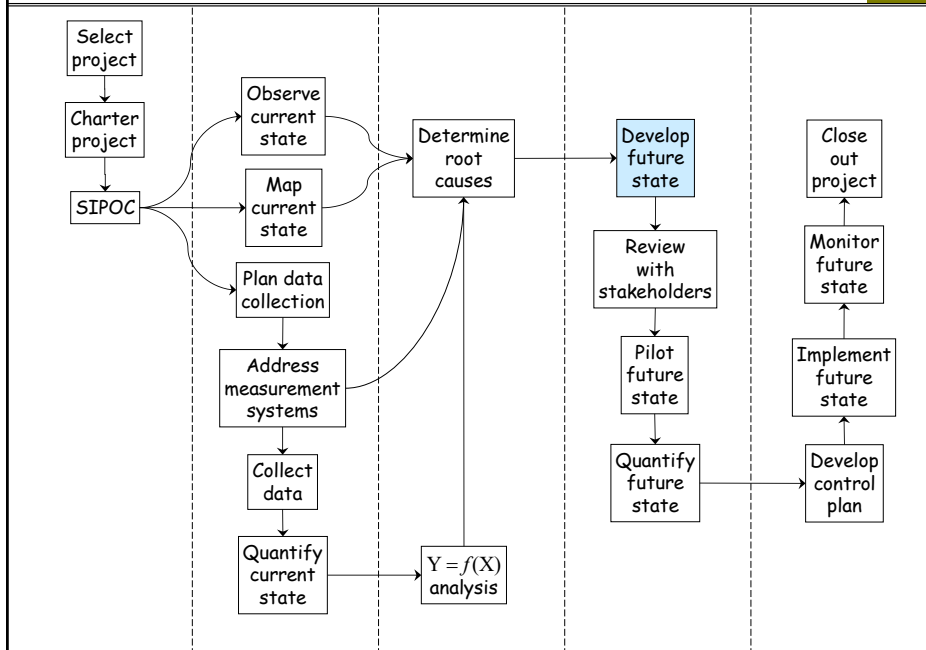 Select
project
Charter
project
SIPOC
Observe
current
state
Map
current
state
Plan data
collection
Address
measurement
systems
Collect
data
Quantify
current
state
Determine
root
causes
Y = f(X)
analysis
Develop
future
state
Review
with
stakeholders
Pilot
future
state
Quantify
future
state
Close
out
project
Monitor
future
state
Implement
future
state
Develop
control
plan